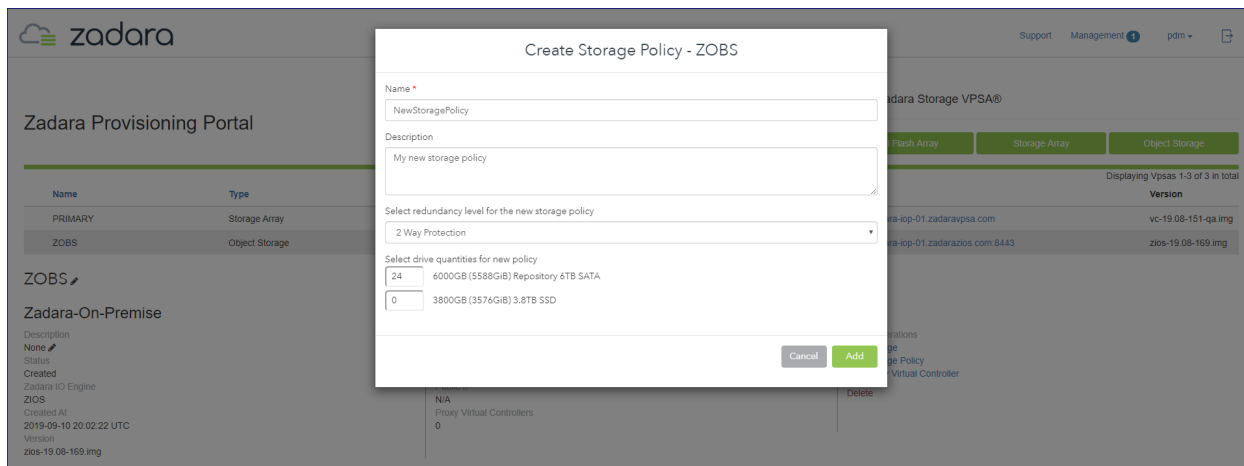 zadara
Support Management 1 pdm
Create Storage Policy - ZOBS
Name *
NewStoragePolicy
Description
My new storage policy
Select redundancy level for the new storage policy
2 Way Protection
Select drive quantities for new policy
24 6000GB (5588GiB) Repository 6TB SATA
0 3800GB (3576GiB) 3.8TB SSD
Cancel Add
Zadara Provisioning Portal
adara Storage VPSA®
Flash Array Storage Array Object Storage
Displaying Vpsas 1-3 of 3 in total
Name Type Version
PRIMARY Storage Array ra-iop-01.zadaravpsa.com vc-19.08-151-qa.img
ZOBS Object Storage ra-iop-01.zadarazios.com:8443 zios-19.08-169.img
ZOBS
Zadara-On-Premise
Description
None
Status
Created
Zadara IO Engine
ZIOS
Created At
2019-09-10 20:02:22 UTC
Version
zios-19.08-169.img
N/A
Proxy Virtual Controllers
0
erations
ge
ge Policy
Virtual Controller
Delete